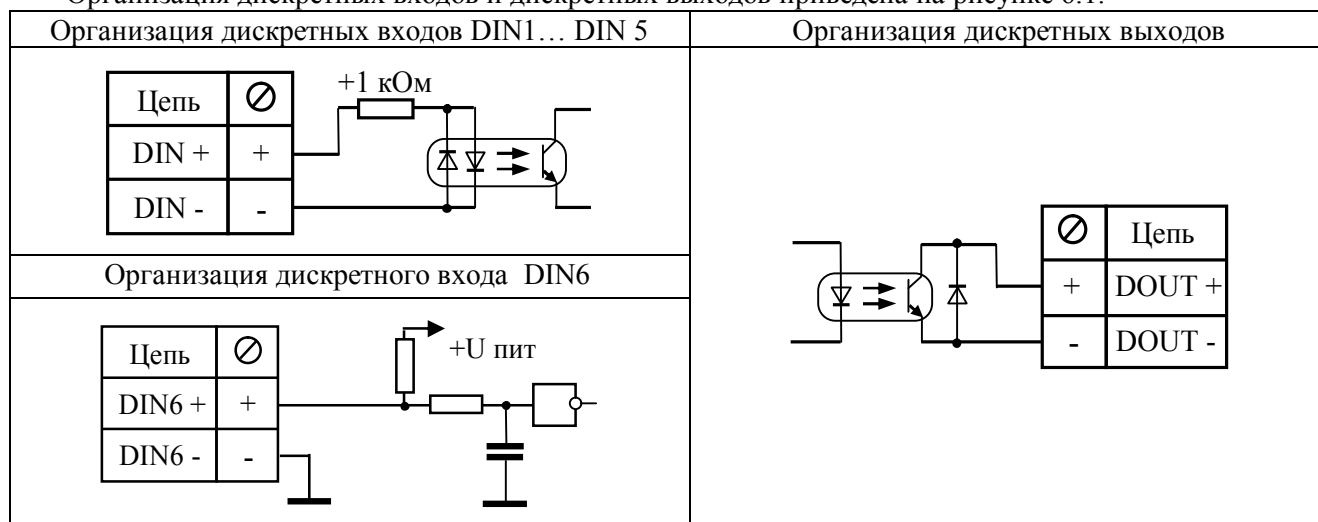 Организация дискретных входов и дискретных выходов приведена на рисунке 6.1.
Организация дискретных входов DIN1… DIN 5
Организация дискретных выходов
+1 кОм
Цепь
DIN + +
DIN - -
Организация дискретного входа DIN6
+U пит
Цепь
DIN6 + +
DIN6 - -
Цепь
+ DOUT +
- DOUT -